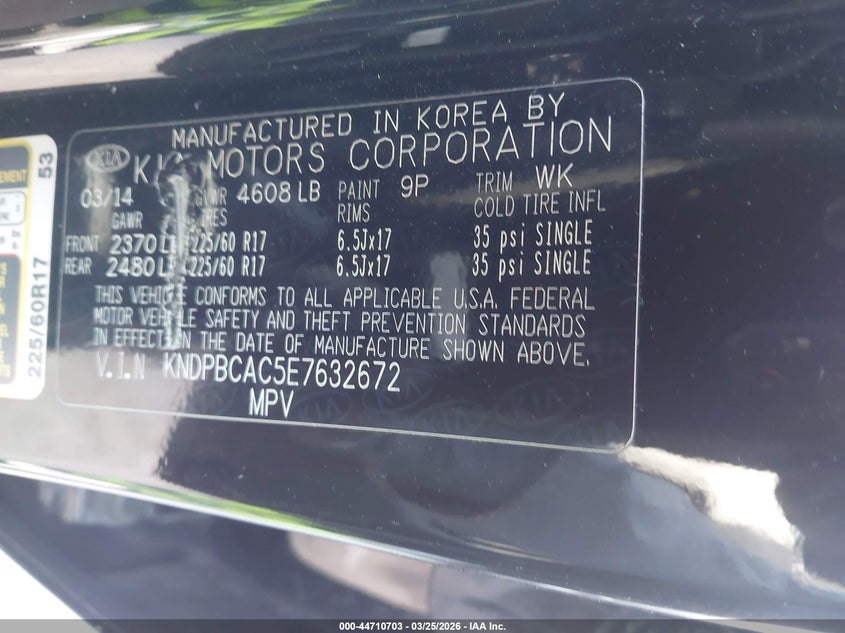 MANUFACTURED IN KOREA BY
KIA MOTORS CORPORATION
03/14 GVWR 4608 LB PAINT 9P TRIM WK
GAWR RIMS COLD TIRE INFL
FRONT 2370 225/60 R17 6.5Jx17 35 psi SINGLE
REAR 2480 225/60 R17 6.5Jx17 35 psi SINGLE
THIS VEHICLE CONFORMS TO ALL APPLICABLE U.S.A. FEDERAL
MOTOR VEHICLE SAFETY AND THEFT PREVENTION STANDARDS
IN EFFECT ON THE DATE OF MANUFACTURE SHOWN ABOVE.
V.I.N KNDPBCAC5E7632672
MPV
53
225/60R17
000-44710703 - 03/25/2026 - IAA Inc.